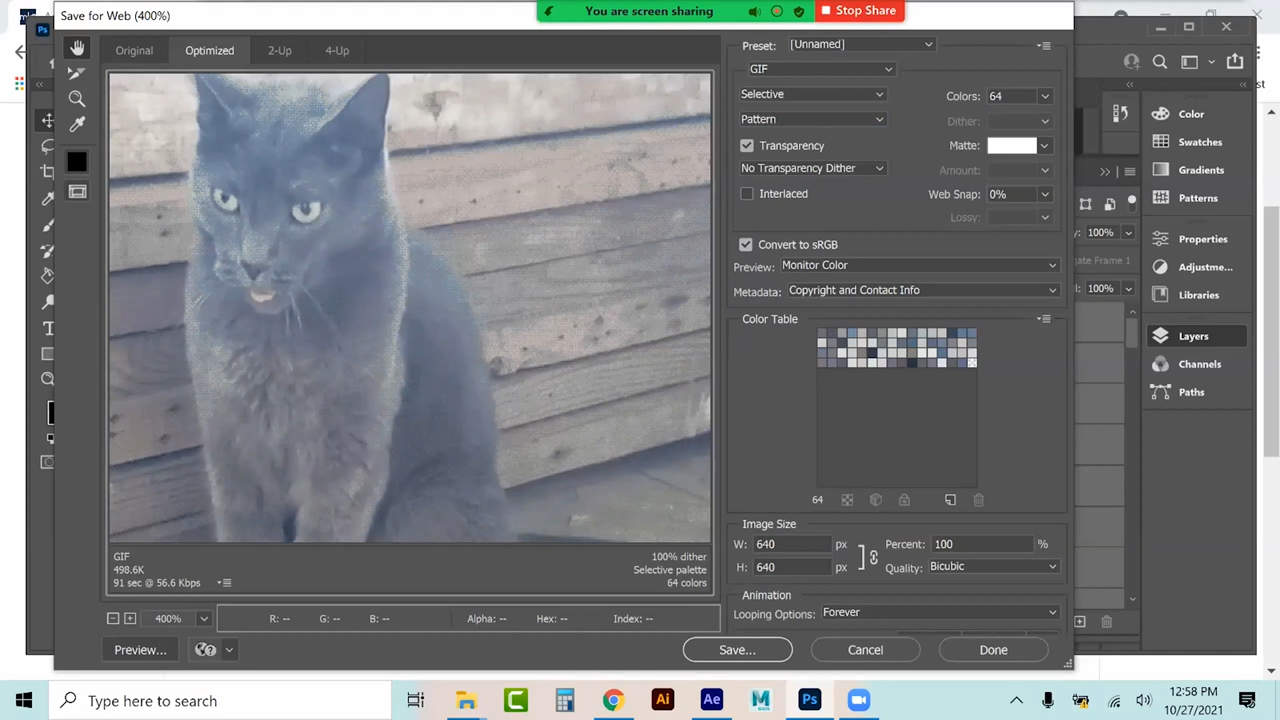 Save for Web (400%)
You are screen sharing
Stop Share
Original
Optimized
2-Up
4-Up
Preset: [Unnamed]
GIF
Selective
Colors: 64
Pattern
Dither:
Transparency
Matte:
No Transparency Dither
Amount:
Interlaced
Web Snap: 0%
Lossy:
Convert to sRGB
Preview: Monitor Color
Metadata: Copyright and Contact Info
Color Table
64
Image Size
W: 640 px
Percent: 100 %
H: 640 px
Quality: Bicubic
Animation
Looping Options: Forever
GIF
498.6K
91 sec @ 56.6 Kbps
100% dither
Selective palette
64 colors
400%
R: --
G: --
B: --
Alpha: --
Hex: --
Index: --
Preview...
Save...
Cancel
Done
Color
Swatches
Gradients
Patterns
Properties
Adjustme...
Libraries
Layers
Channels
Paths
100%
100%
Ps
Type here to search
Ai
Ae
M
Ps
12:58 PM
10/27/2021